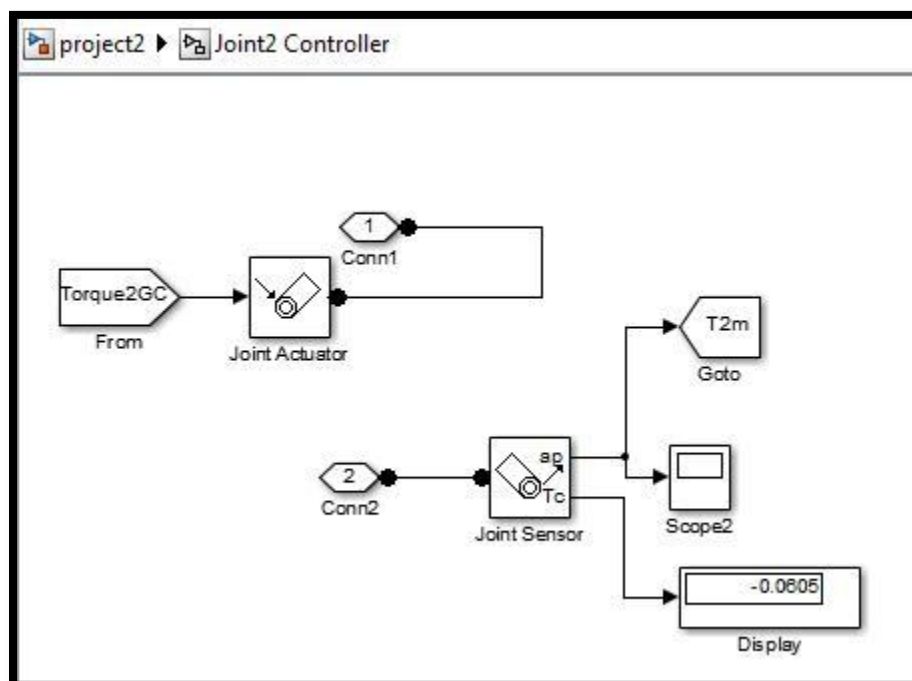 project2 Joint2 Controller
1
Conn1
Torque2GC
From
Joint Actuator
T2m
Goto
ap
Tc
2
Conn2
Joint Sensor
Scope2
-0.0605
Display